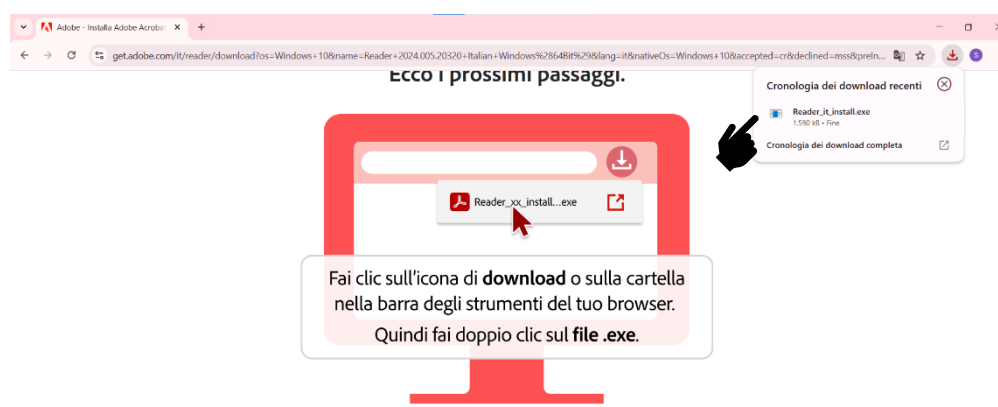 Adobe - Installa Adobe Acrobat
get.adobe.com/it/reader/download?os=Windows+10&name=Reader+2024.005.20320+Italian+Windows%2864Bit%29&lang=it&nativeOs=Windows+10&accepted=cr&declined=mss&preIn...
S
Ecco i prossimi passaggi.
Cronologia dei download recenti
Reader_it_install.exe
1.590 kB • Fine
Cronologia dei download completa
Reader_xx_install...exe
Fai clic sull'icona di download o sulla cartella
nella barra degli strumenti del tuo browser.
Quindi fai doppio clic sul file .exe.